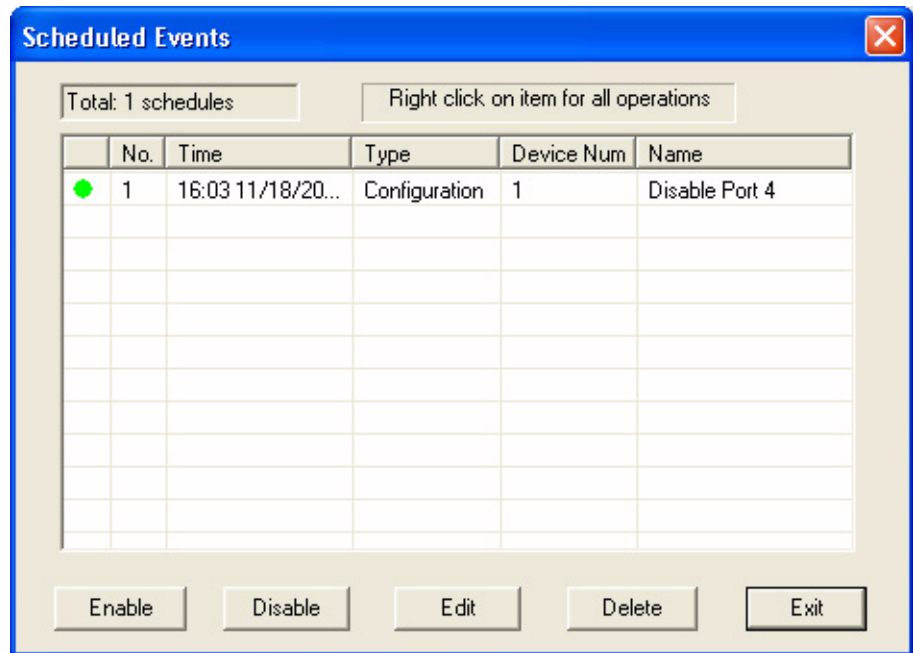 Scheduled Events
Total: 1 schedules
Right click on item for all operations
No. Time Type Device Num Name
1 16:03 11/18/20... Configuration 1 Disable Port 4
Enable Disable Edit Delete Exit